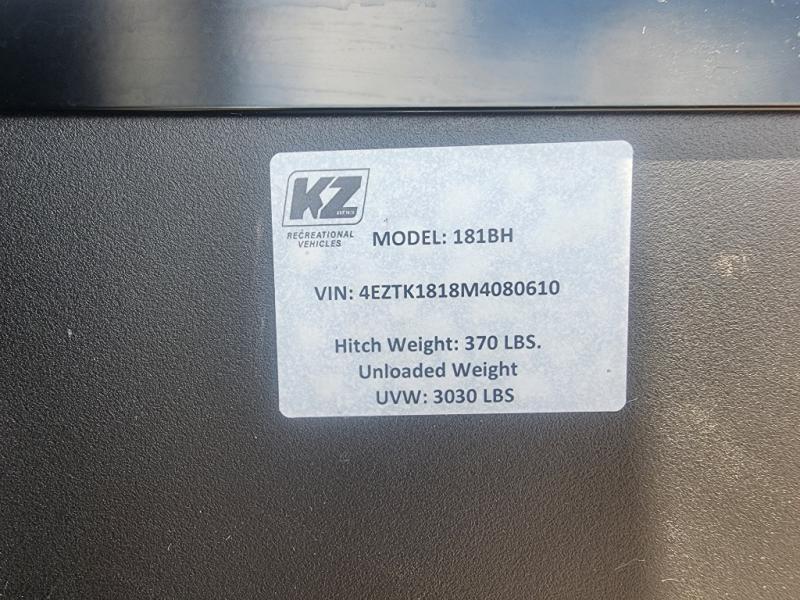 KZ
RECREATIONAL
VEHICLES
MODEL: 181BH
VIN: 4EZTK1818M4080610
Hitch Weight: 370 LBS.
Unloaded Weight
UVW: 3030 LBS